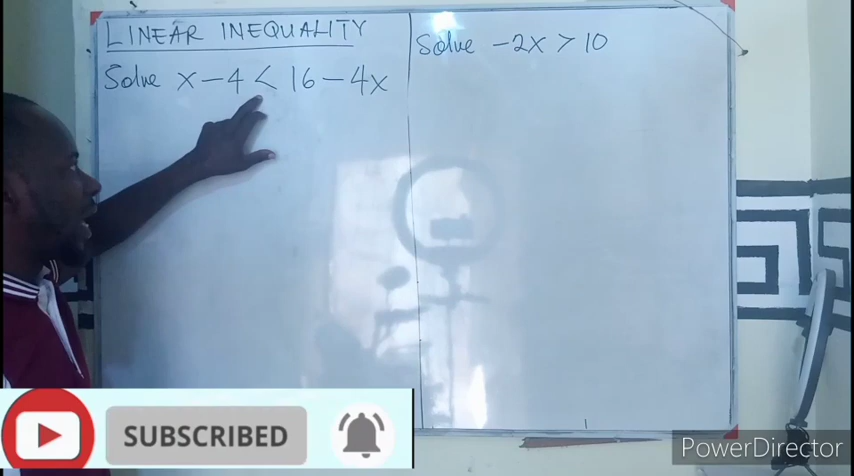 LINEAR INEQUALITY
Solve x - 4 < 16 - 4x
Solve -2x > 10
SUBSCRIBED
PowerDirector